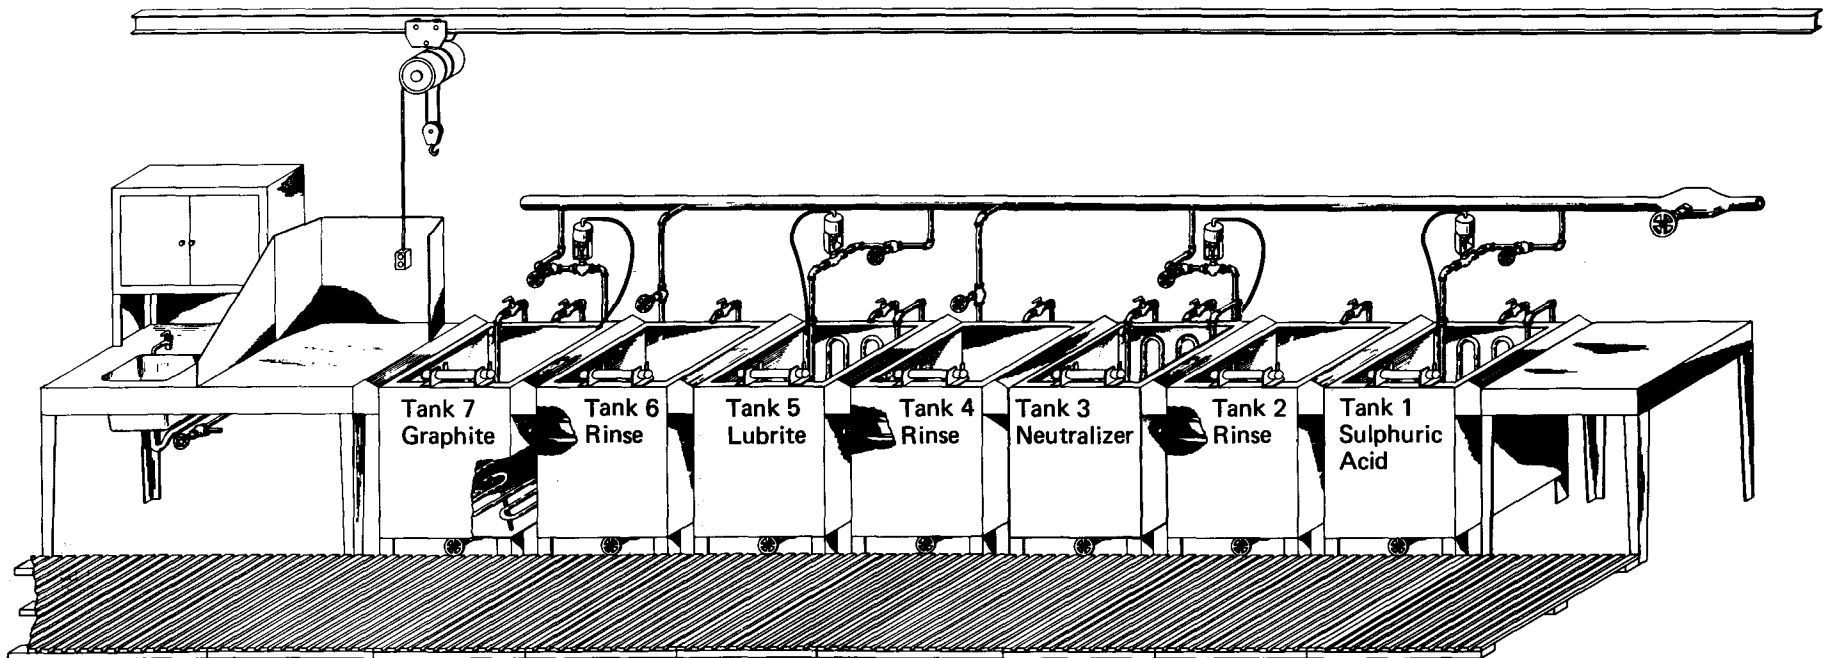 Tank 7
Graphite
Tank 6
Rinse
Tank 5
Lubrite
Tank 4
Rinse
Tank 3
Neutralizer
Tank 2
Rinse
Tank 1
Sulphuric
Acid